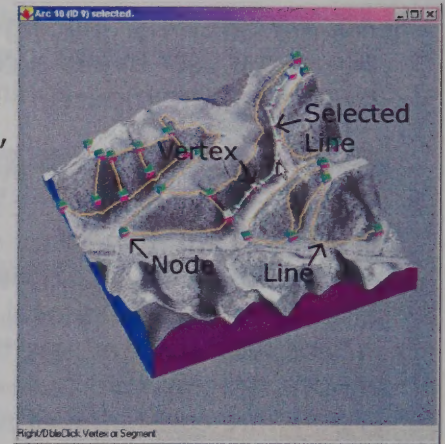 Arc 10 (ID 9) selected.
Selected
Line
Vertex
Node
Line
Right/DbleClick Vertex or Segment